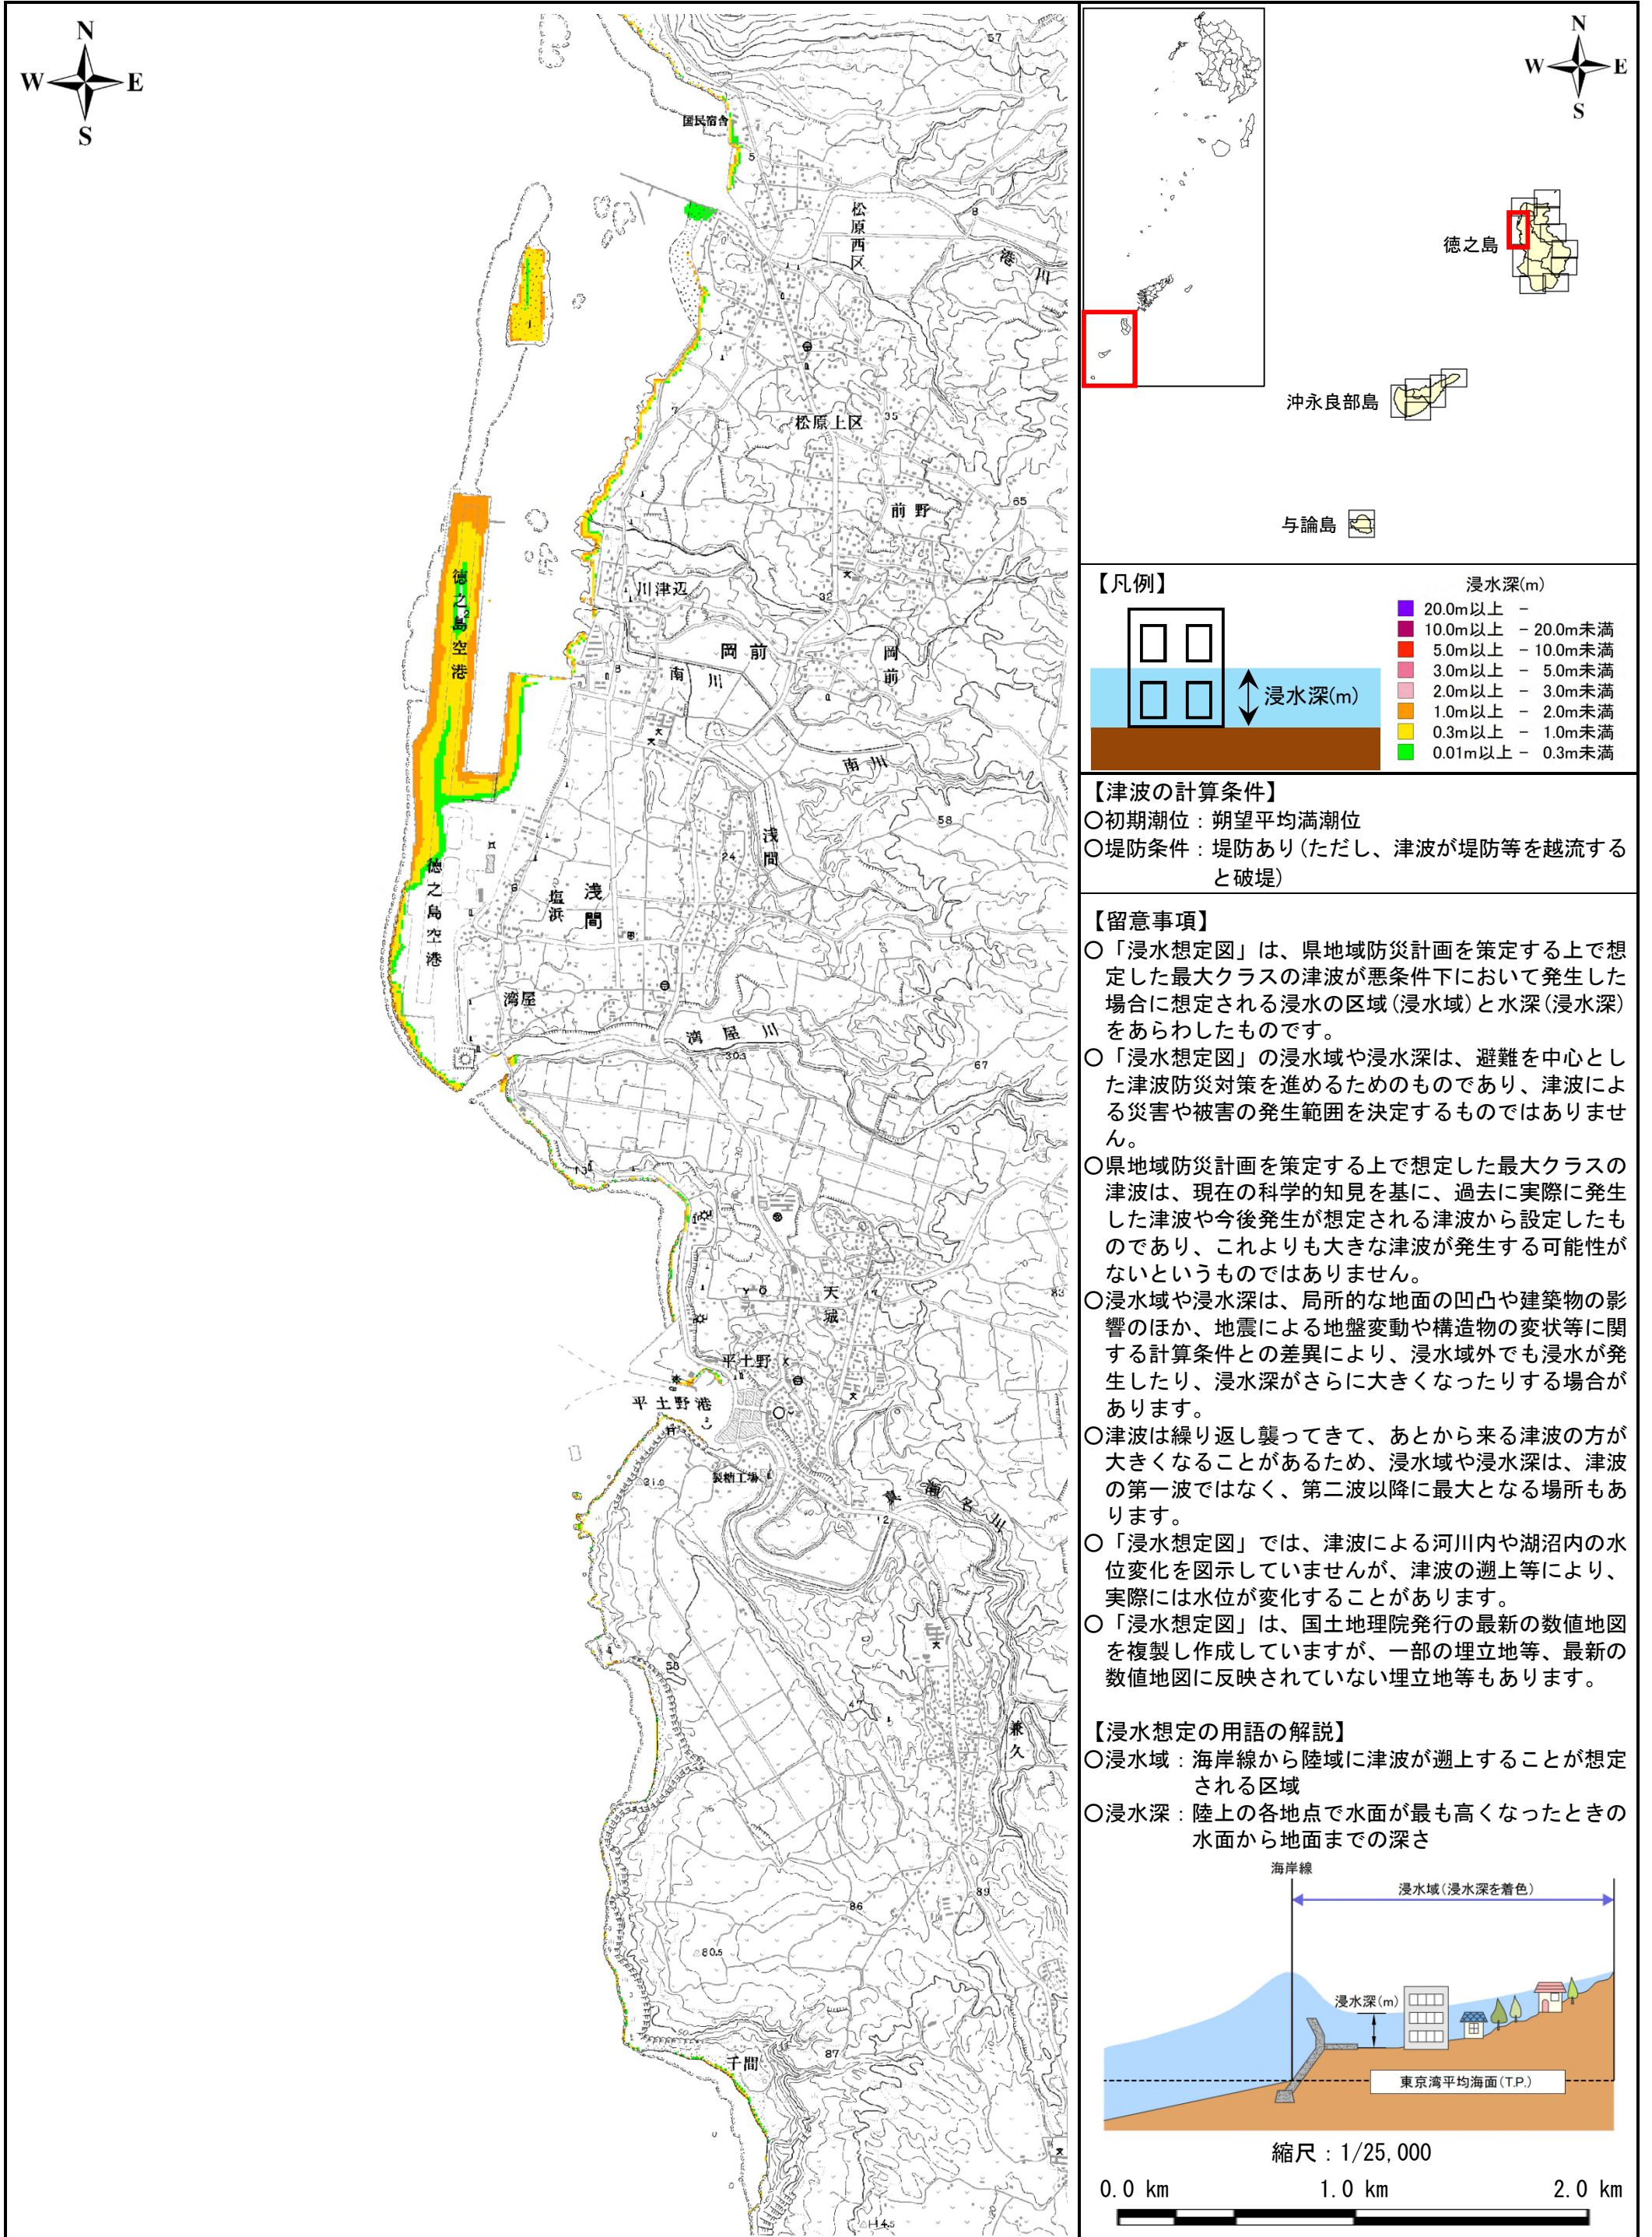 N
W E
S
国民宿舎
57
5
松原西区
8
港川
1
7
松原上区
35
前野
65
川津辺
32
徳之島空港
2
岡前
岡前
南川
8
南川
58
浅間
24
徳之島空港
6
塩浜
浅間
湾屋
湾屋川
30.3
67
13
天城
83
平土野
平土野港
2
31.0
製糖工場
真瀬名川
12
58
47
兼久
86
89
80.5
千間
87
114.5
N
W E
S
徳之島
沖永良部島
与論島
【凡例】
浸水深(m)
20.0m以上 -
10.0m以上 - 20.0m未満
5.0m以上 - 10.0m未満
3.0m以上 - 5.0m未満
2.0m以上 - 3.0m未満
1.0m以上 - 2.0m未満
0.3m以上 - 1.0m未満
0.01m以上 - 0.3m未満
浸水深(m)
【津波の計算条件】
○初期潮位：朔望平均満潮位
○堤防条件：堤防あり(ただし、津波が堤防等を越流する
と破堤)
【留意事項】
○「浸水想定図」は、県地域防災計画を策定する上で想
定した最大クラスの津波が悪条件下において発生した
場合に想定される浸水の区域(浸水域)と水深(浸水深)
をあらわしたものです。
○「浸水想定図」の浸水域や浸水深は、避難を中心とし
た津波防災対策を進めるためのものであり、津波によ
る災害や被害の発生範囲を決定するものではありませ
ん。
○県地域防災計画を策定する上で想定した最大クラスの
津波は、現在の科学的知見を基に、過去に実際に発生
した津波や今後発生が想定される津波から設定したも
のであり、これよりも大きな津波が発生する可能性が
ないというものではありません。
○浸水域や浸水深は、局所的な地面の凹凸や建築物の影
響のほか、地震による地盤変動や構造物の変状等に関
する計算条件との差異により、浸水域外でも浸水が発
生したり、浸水深がさらに大きくなったりする場合が
あります。
○津波は繰り返し襲ってきて、あとから来る津波の方が
大きくなることがあるため、浸水域や浸水深は、津波
の第一波ではなく、第二波以降に最大となる場所もあ
ります。
○「浸水想定図」では、津波による河川内や湖沼内の水
位変化を図示していませんが、津波の遡上等により、
実際には水位が変化することがあります。
○「浸水想定図」は、国土地理院発行の最新の数値地図
を複製し作成していますが、一部の埋立地等、最新の
数値地図に反映されていない埋立地等もあります。
【浸水想定の用語の解説】
○浸水域：海岸線から陸域に津波が遡上することが想定
される区域
○浸水深：陸上の各地点で水面が最も高くなったときの
水面から地面までの深さ
海岸線
浸水域(浸水深を着色)
浸水深(m)
東京湾平均海面(T.P.)
縮尺：1/25,000
0.0 km 1.0 km 2.0 km